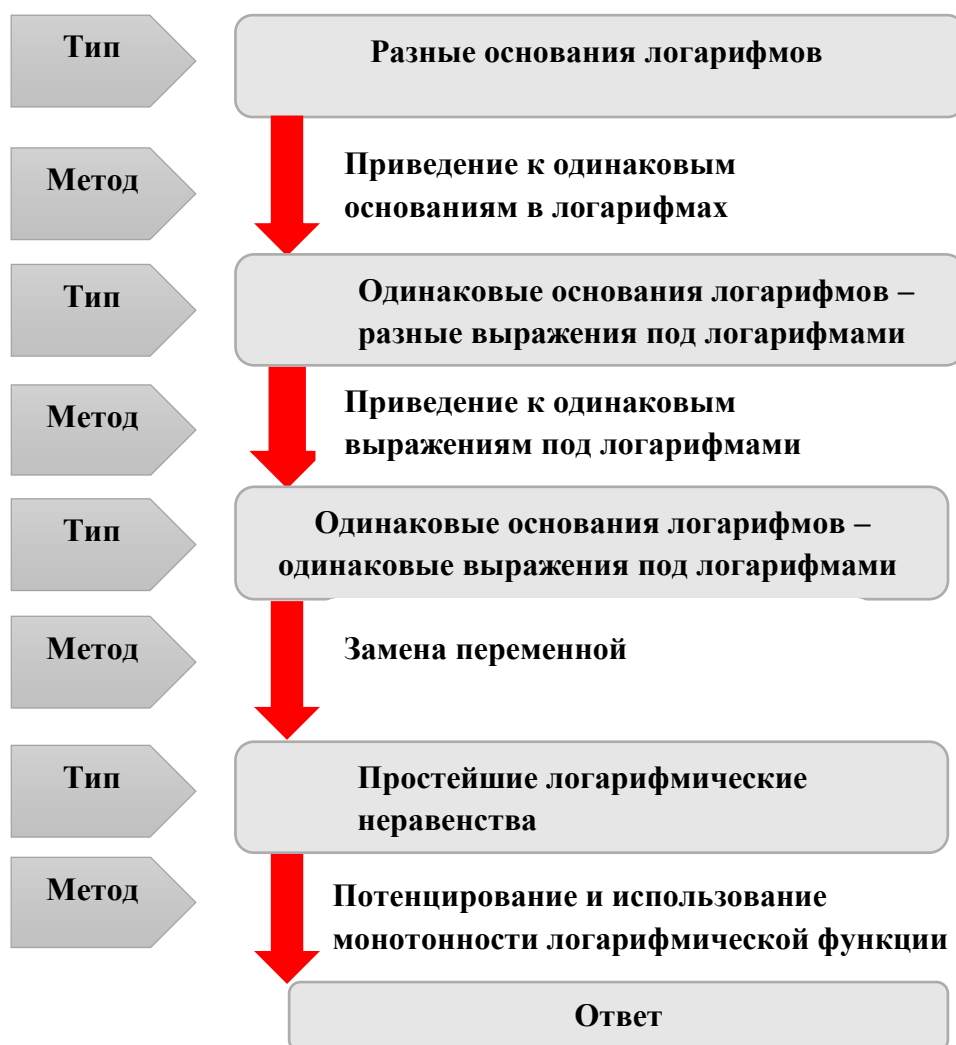 Тип
Разные основания логарифмов
Метод
Приведение к одинаковым
основаниям в логарифмах
Тип
Одинаковые основания логарифмов –
разные выражения под логарифмами
Метод
Приведение к одинаковым
выражениям под логарифмами
Тип
Одинаковые основания логарифмов –
одинаковые выражения под логарифмами
Метод
Замена переменной
Тип
Простейшие логарифмические
неравенства
Метод
Потенцирование и использование
монотонности логарифмической функции
Ответ